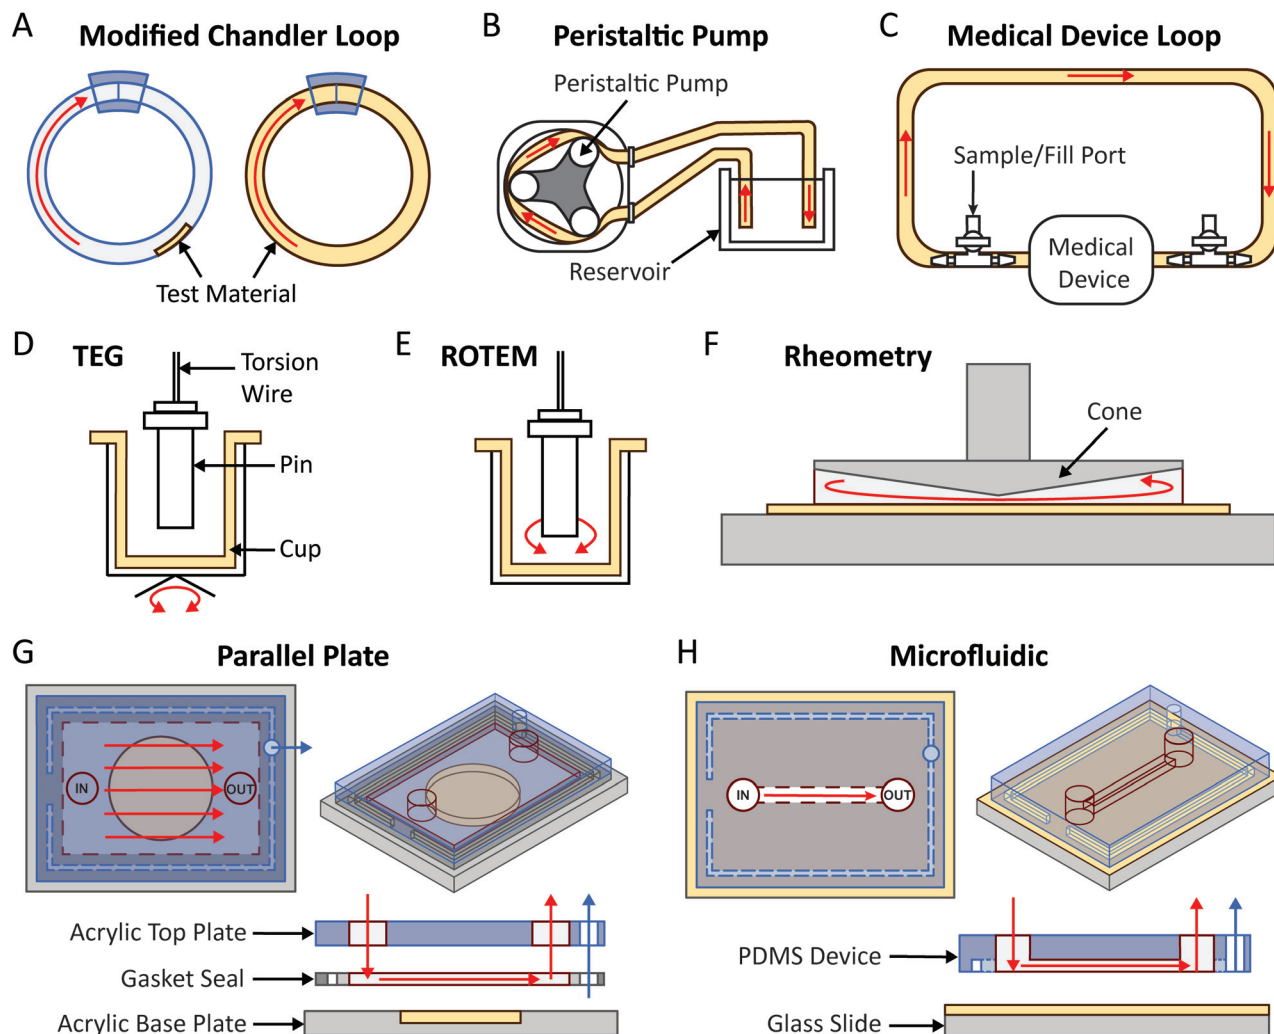 A
Modified Chandler Loop
Test Material
B
Peristaltic Pump
Peristaltic Pump
Reservoir
C
Medical Device Loop
Sample/Fill Port
Medical
Device
D
TEG
Torsion
Wire
Pin
Cup
E
ROTEM
F
Rheometry
Cone
G
Parallel Plate
IN
OUT
Acrylic Top Plate
Gasket Seal
Acrylic Base Plate
H
Microfluidic
IN
OUT
PDMS Device
Glass Slide